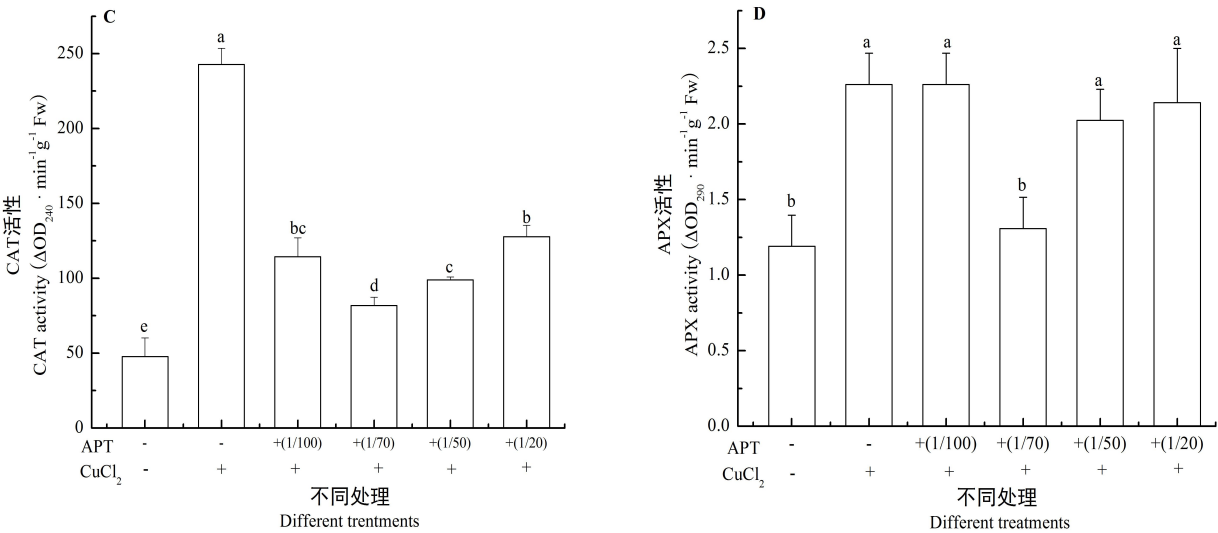 C
250
200
150
100
50
0
CAT活性
CAT activity (ΔOD240 · min-1g-1 Fw)
e
a
bc
d
c
b
APT - - +(1/100) +(1/70) +(1/50) +(1/20)
CuCl2 - + + + + +
不同处理
Different trentments
D
2.5
2.0
1.5
1.0
0.5
0.0
APX活性
APX activity (ΔOD290 · min-1g-1 Fw)
b
a
a
b
a
a
APT - - +(1/100) +(1/70) +(1/50) +(1/20)
CuCl2 - + + + + +
不同处理
Different treatments